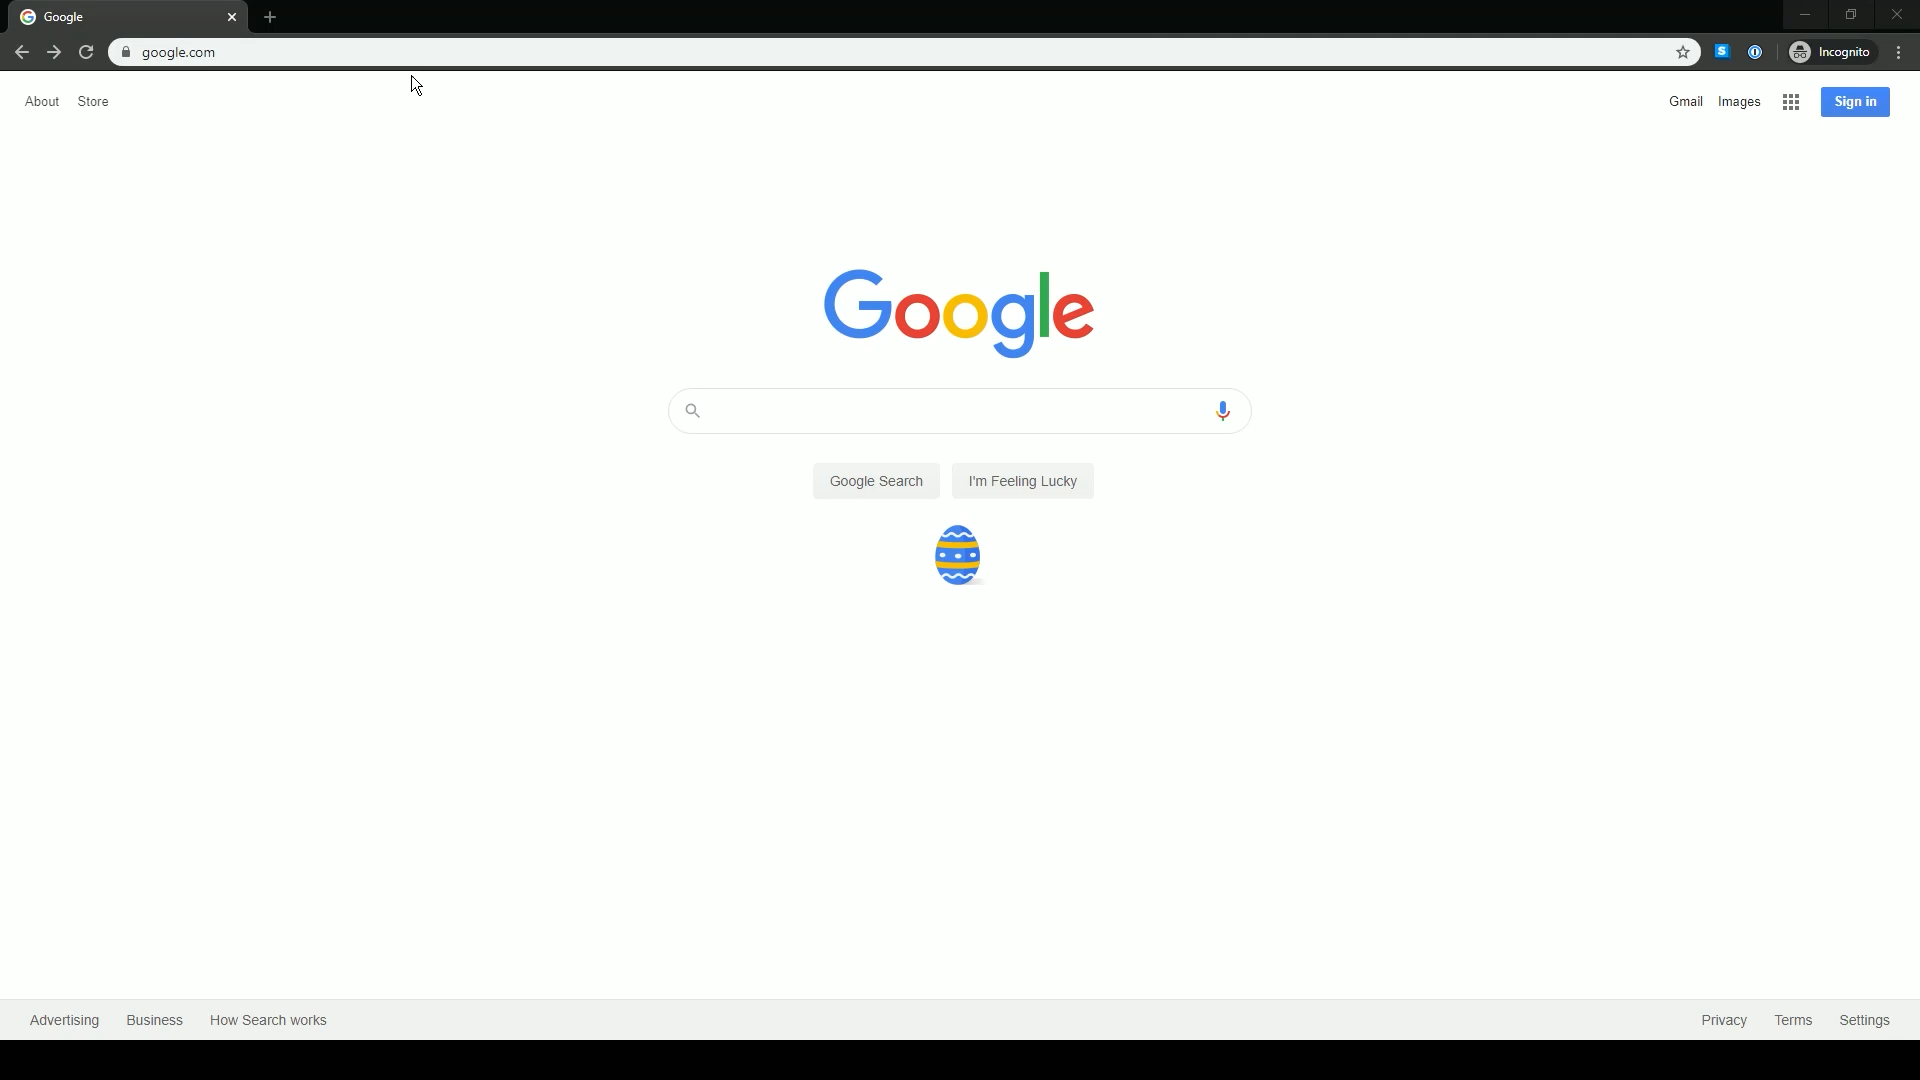 Google
google.com
Incognito
About Store
Gmail Images Sign in
Google
Google Search I'm Feeling Lucky
Advertising Business How Search works
Privacy Terms Settings